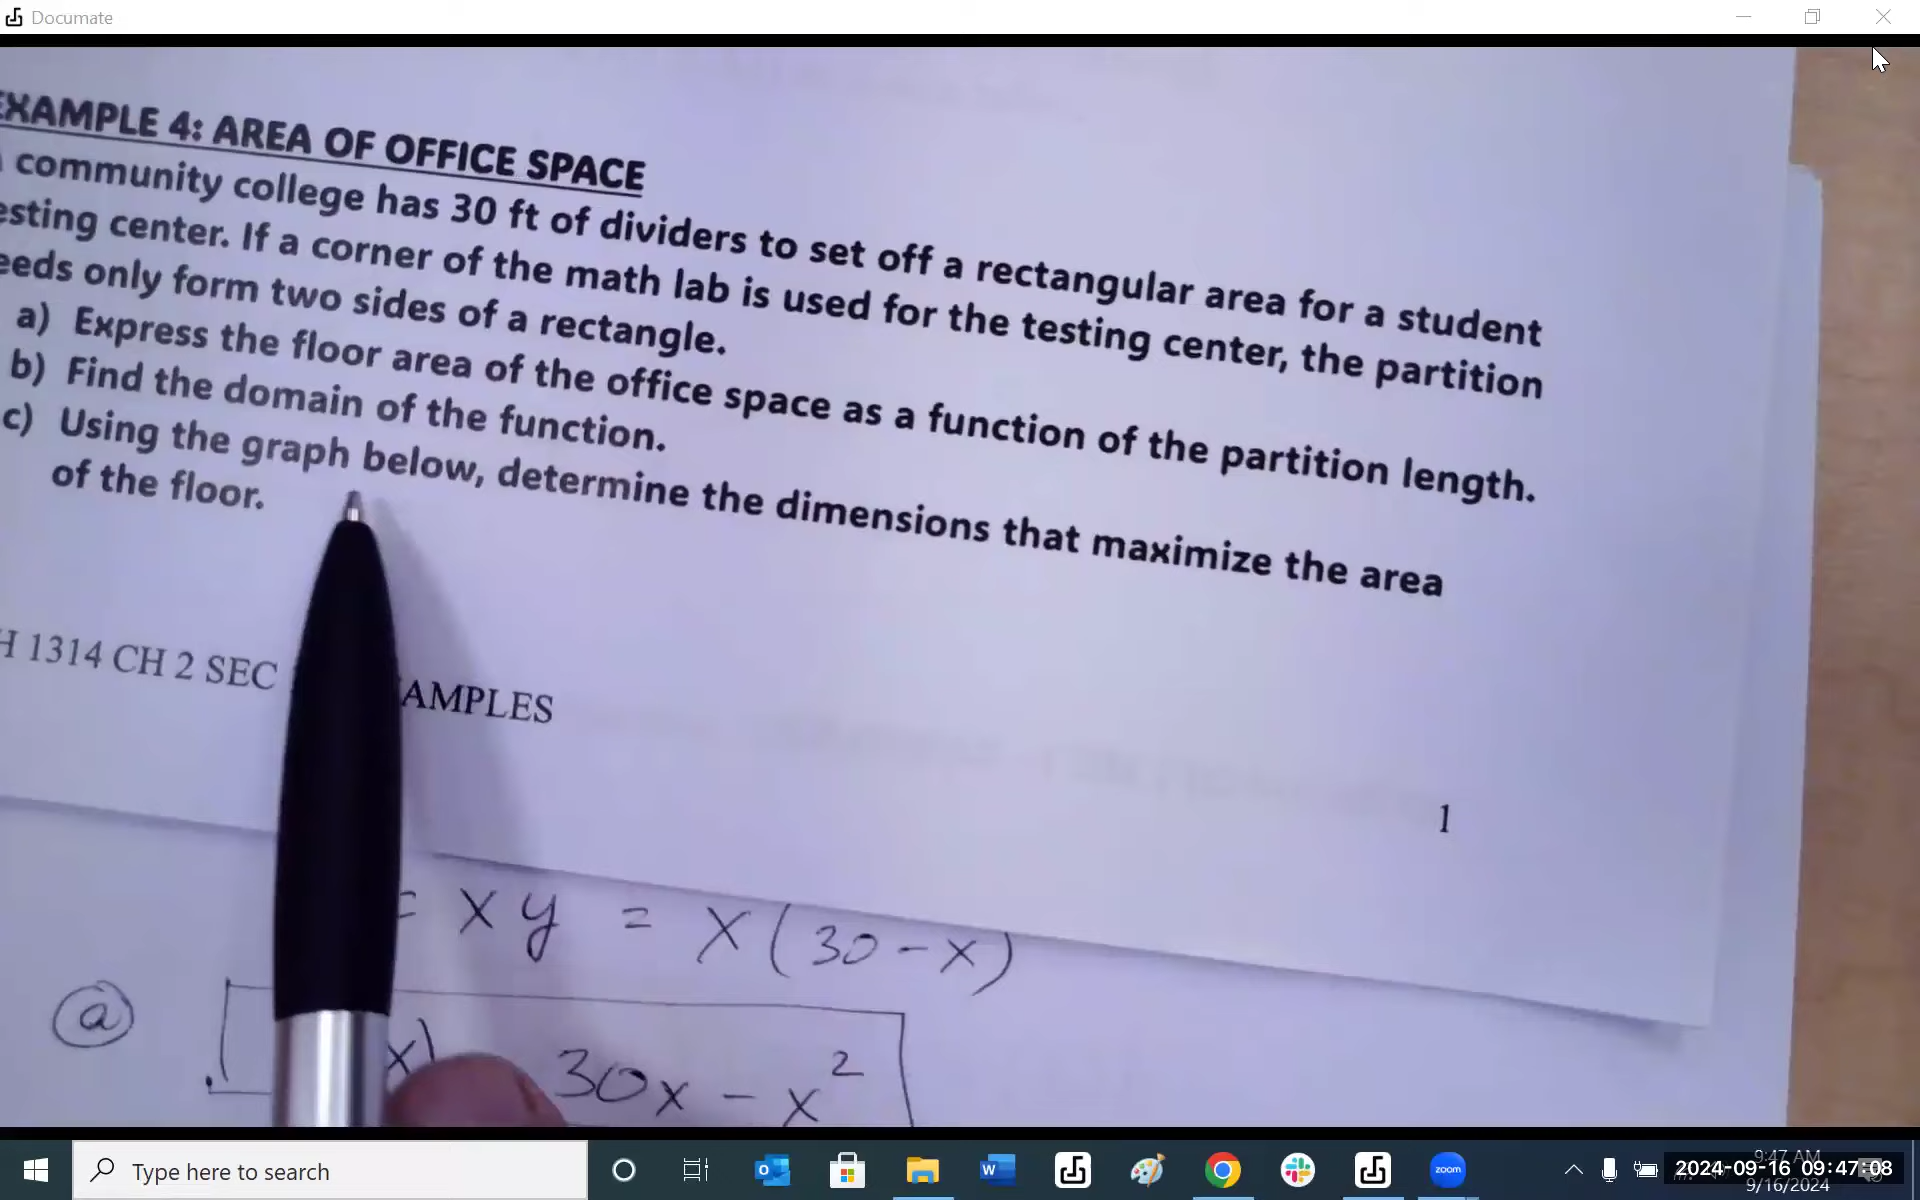 Documate
EXAMPLE 4: AREA OF OFFICE SPACE
community college has 30 ft of dividers to set off a rectangular area for a student
esting center. If a corner of the math lab is used for the testing center, the partition
eeds only form two sides of a rectangle.
a) Express the floor area of the office space as a function of the partition length.
b) Find the domain of the function.
c) Using the graph below, determine the dimensions that maximize the area
of the floor.
H 1314 CH 2 SEC AMPLES
1
= xy = x(30-x)
(a)
x) 30x - x²
Type here to search
zoom
9:47 AM
2024-09-16 09:47:08
9/16/2024